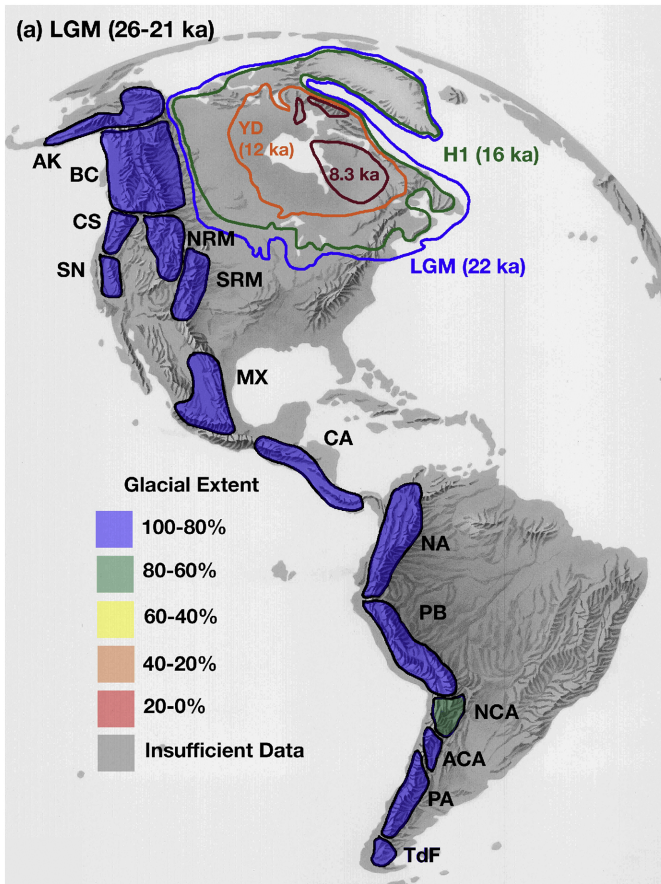 (a) LGM (26-21 ka)
AK
BC
CS
SN
NRM
SRM
YD
(12 ka)
8.3 ka
H1 (16 ka)
LGM (22 ka)
MX
CA
Glacial Extent
100-80%
80-60%
60-40%
40-20%
20-0%
Insufficient Data
NA
PB
NCA
ACA
PA
TdF